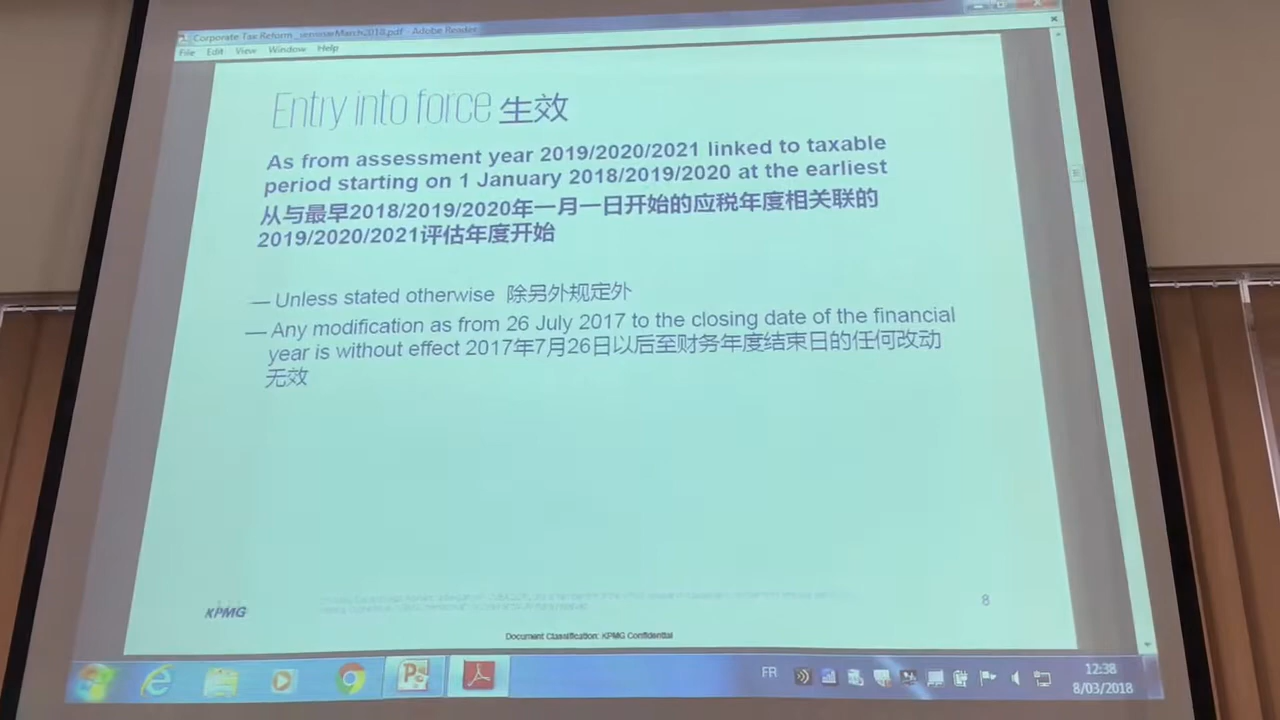 Corporate Tax Reform _seminarMarch2018.pdf - Adobe Reader
File Edit View Window Help
Entry into force 生效
As from assessment year 2019/2020/2021 linked to taxable
period starting on 1 January 2018/2019/2020 at the earliest
从与最早2018/2019/2020年一月一日开始的应税年度相关联的
2019/2020/2021评估年度开始
— Unless stated otherwise 除另外规定外
— Any modification as from 26 July 2017 to the closing date of the financial
year is without effect 2017年7月26日以后至财务年度结束日的任何改动
无效
KPMG
8
Document Classification: KPMG Confidential
FR
12:38
8/03/2018